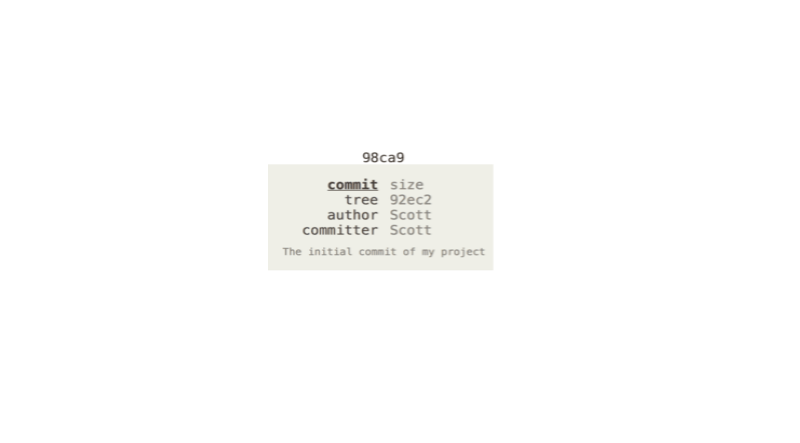 98ca9
commit size
tree 92ec2
author Scott
committer Scott
The initial commit of my project